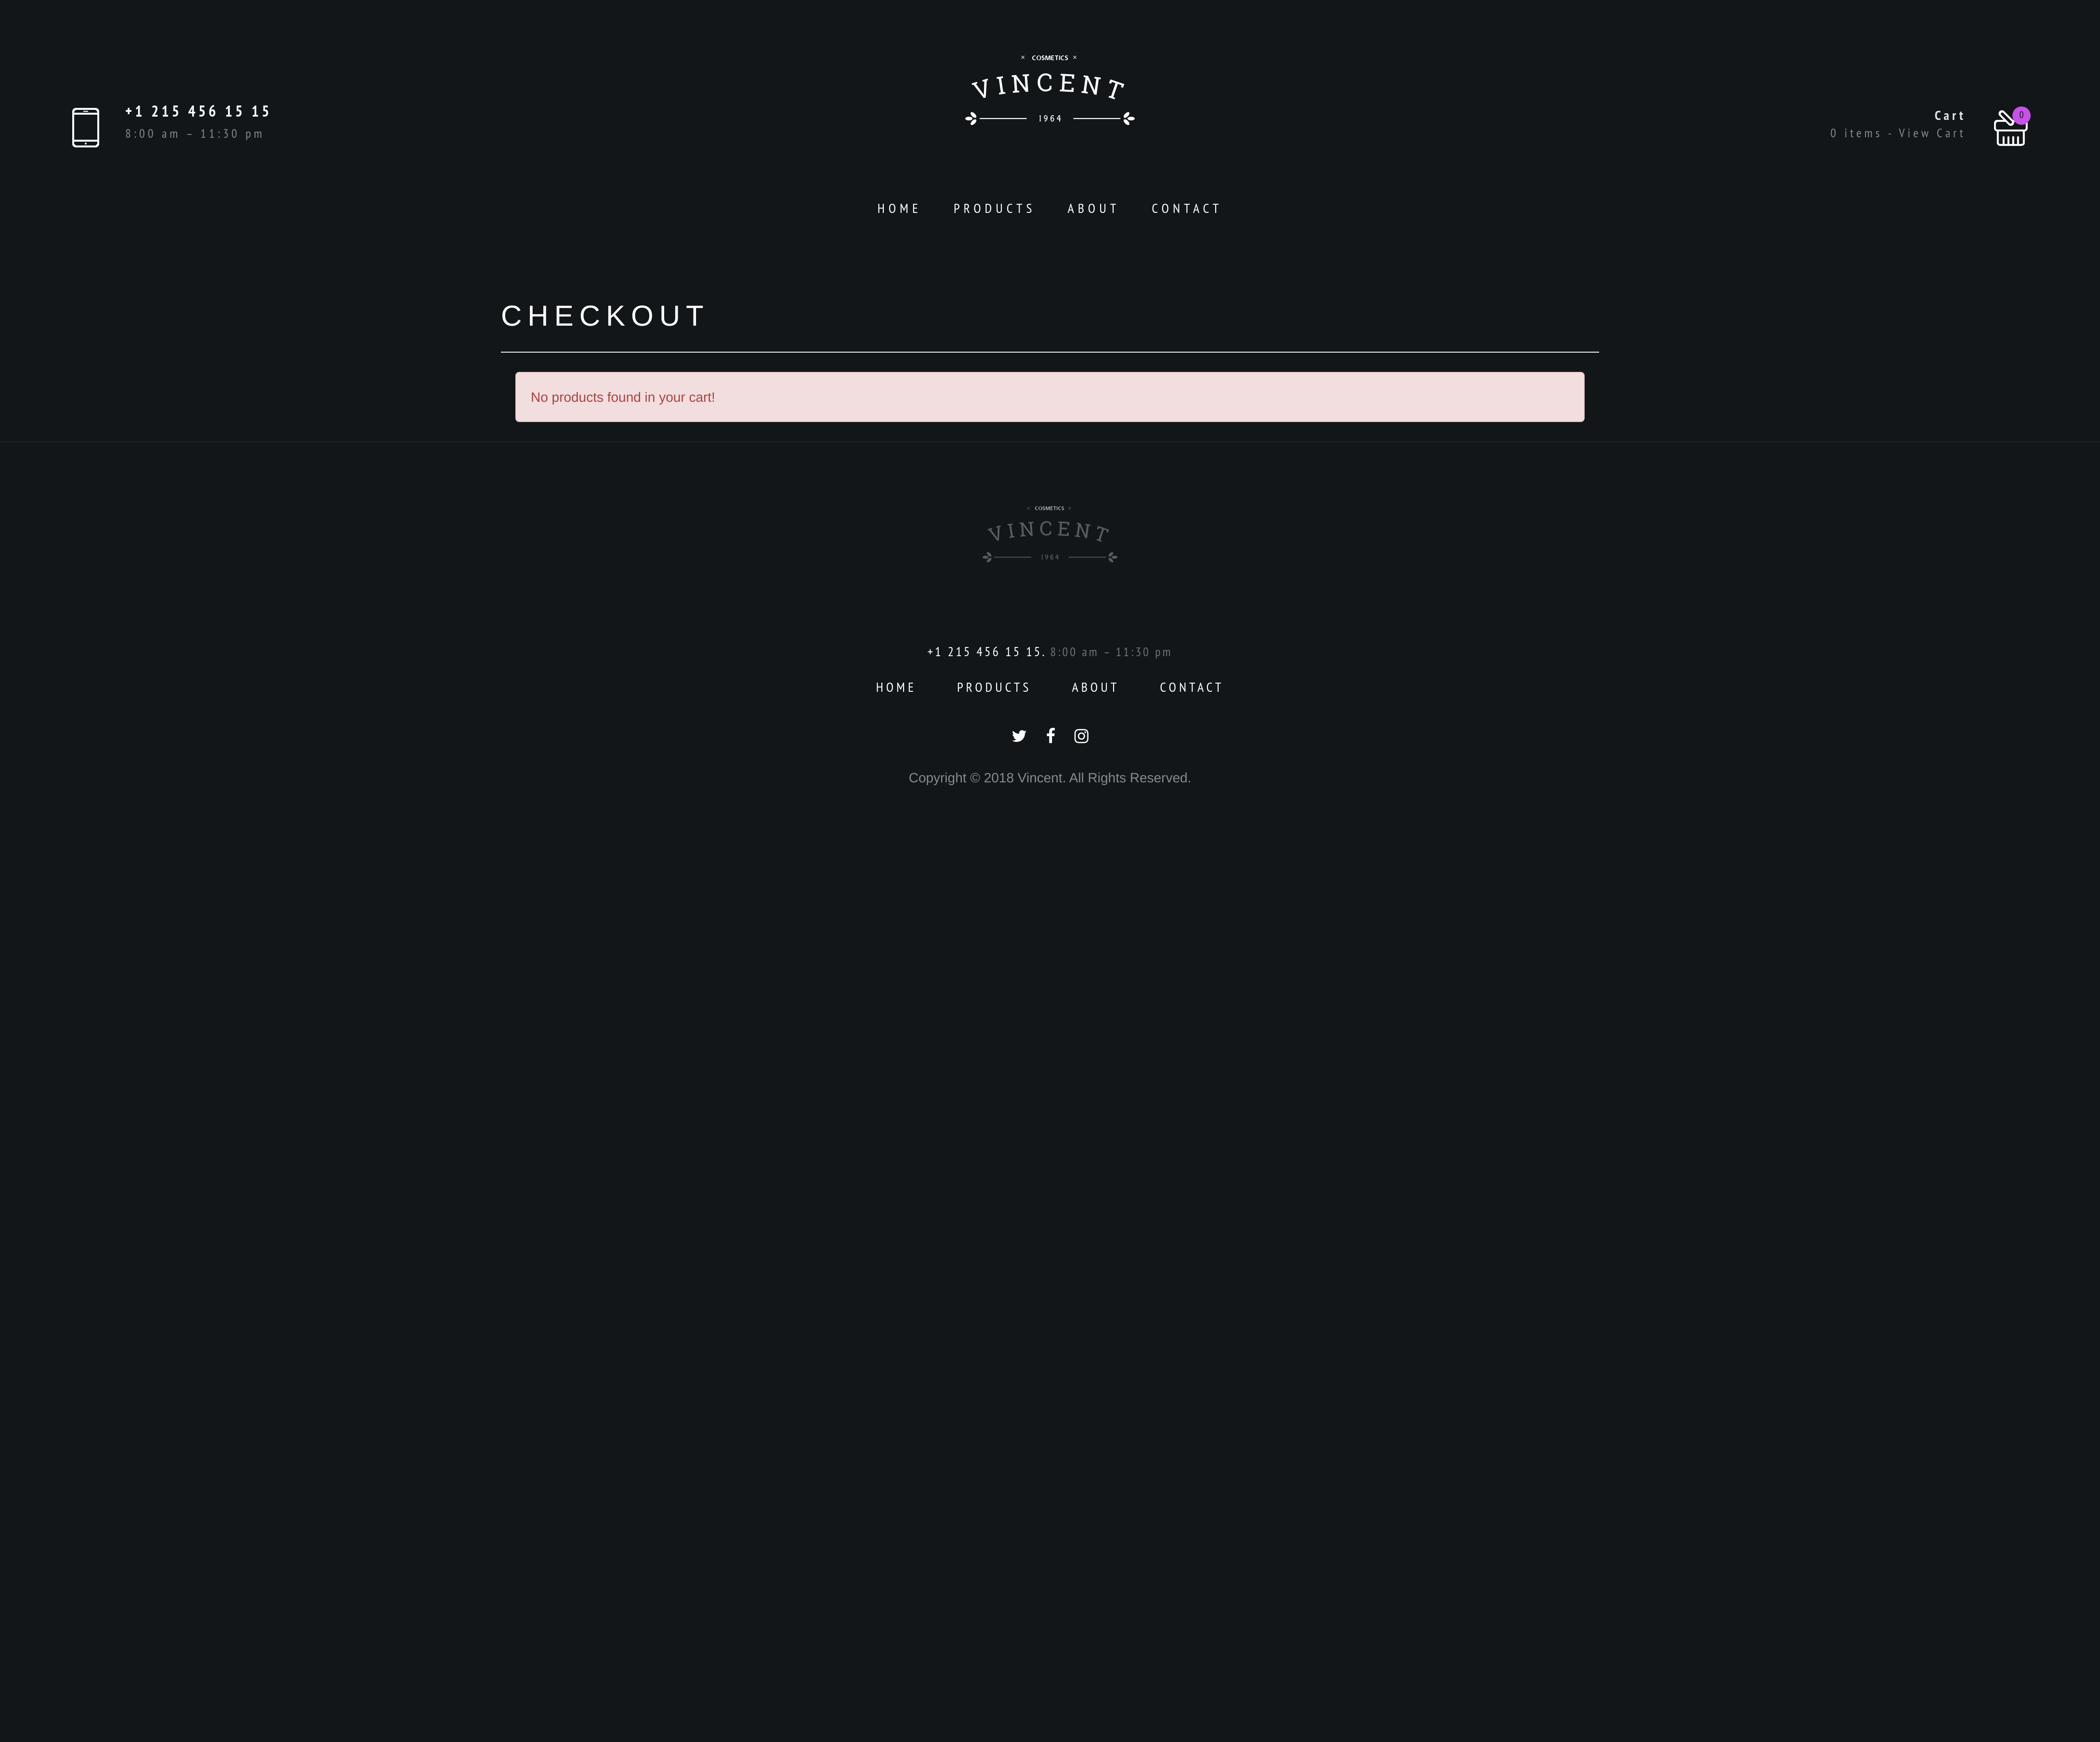 COSMETICS
VINCENT
1964
+1 215 456 15 15
8:00 am – 11:30 pm
Cart
0 items - View Cart
0
HOME PRODUCTS ABOUT CONTACT
CHECKOUT
No products found in your cart!
COSMETICS
VINCENT
1964
+1 215 456 15 15. 8:00 am – 11:30 pm
HOME PRODUCTS ABOUT CONTACT
Copyright © 2018 Vincent. All Rights Reserved.